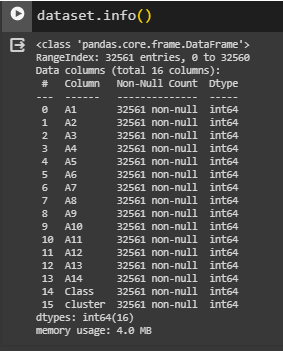 dataset.info()
<class 'pandas.core.frame.DataFrame'>
RangeIndex: 32561 entries, 0 to 32560
Data columns (total 16 columns):
 #   Column   Non-Null Count  Dtype
---  ------   --------------  -----
 0   A1       32561 non-null  int64
 1   A2       32561 non-null  int64
 2   A3       32561 non-null  int64
 3   A4       32561 non-null  int64
 4   A5       32561 non-null  int64
 5   A6       32561 non-null  int64
 6   A7       32561 non-null  int64
 7   A8       32561 non-null  int64
 8   A9       32561 non-null  int64
 9   A10      32561 non-null  int64
 10  A11      32561 non-null  int64
 11  A12      32561 non-null  int64
 12  A13      32561 non-null  int64
 13  A14      32561 non-null  int64
 14  Class    32561 non-null  int64
 15  cluster  32561 non-null  int64
dtypes: int64(16)
memory usage: 4.0 MB